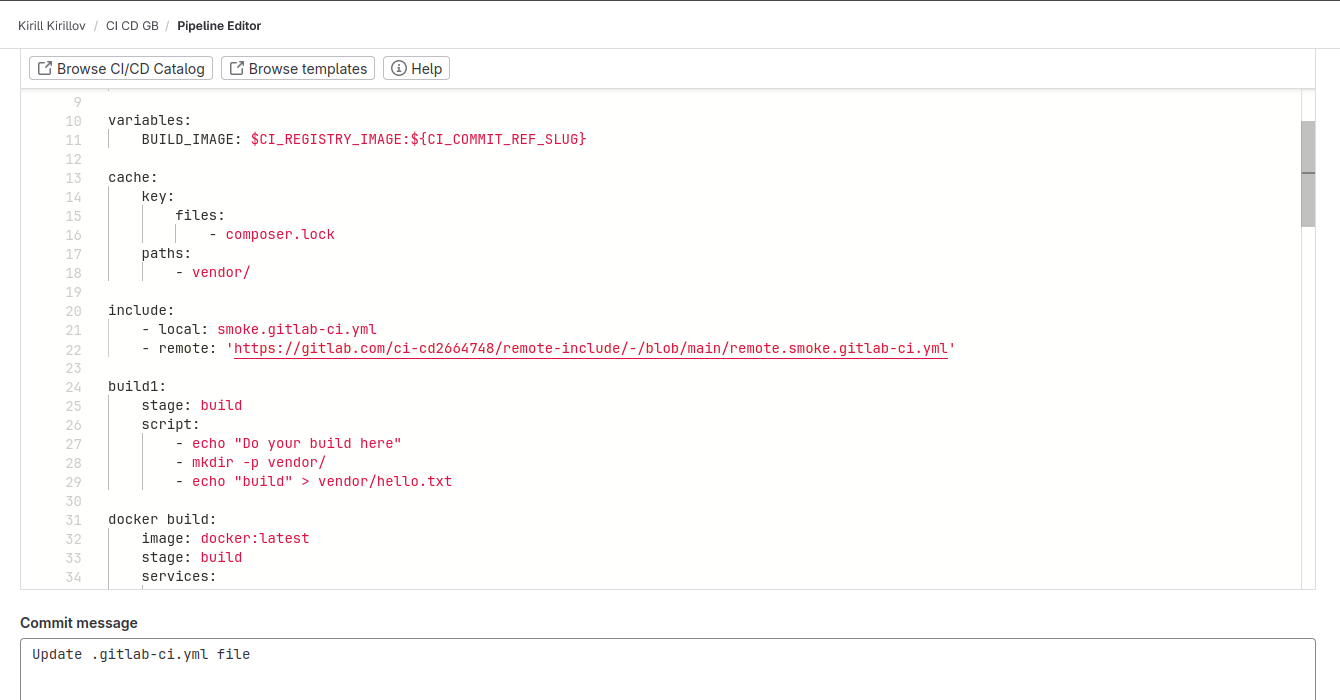 Kirill Kirillov / CI CD GB / Pipeline Editor
Browse CI/CD Catalog Browse templates Help
9
10 variables:
11 BUILD_IMAGE: $CI_REGISTRY_IMAGE:${CI_COMMIT_REF_SLUG}
12
13 cache:
14 key:
15 files:
16 - composer.lock
17 paths:
18 - vendor/
19
20 include:
21 - local: smoke.gitlab-ci.yml
22 - remote: 'https://gitlab.com/ci-cd2664748/remote-include/-/blob/main/remote.smoke.gitlab-ci.yml'
23
24 build1:
25 stage: build
26 script:
27 - echo "Do your build here"
28 - mkdir -p vendor/
29 - echo "build" > vendor/hello.txt
30
31 docker build:
32 image: docker:latest
33 stage: build
34 services:
Commit message
Update .gitlab-ci.yml file